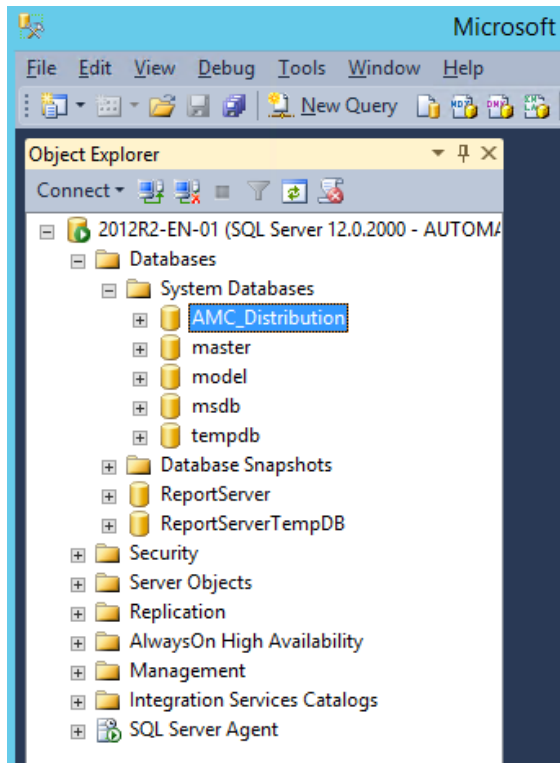 Microsoft
File Edit View Debug Tools Window Help
New Query
Object Explorer
Connect
2012R2-EN-01 (SQL Server 12.0.2000 - AUTOMA
Databases
System Databases
AMC_Distribution
master
model
msdb
tempdb
Database Snapshots
ReportServer
ReportServerTempDB
Security
Server Objects
Replication
AlwaysOn High Availability
Management
Integration Services Catalogs
SQL Server Agent